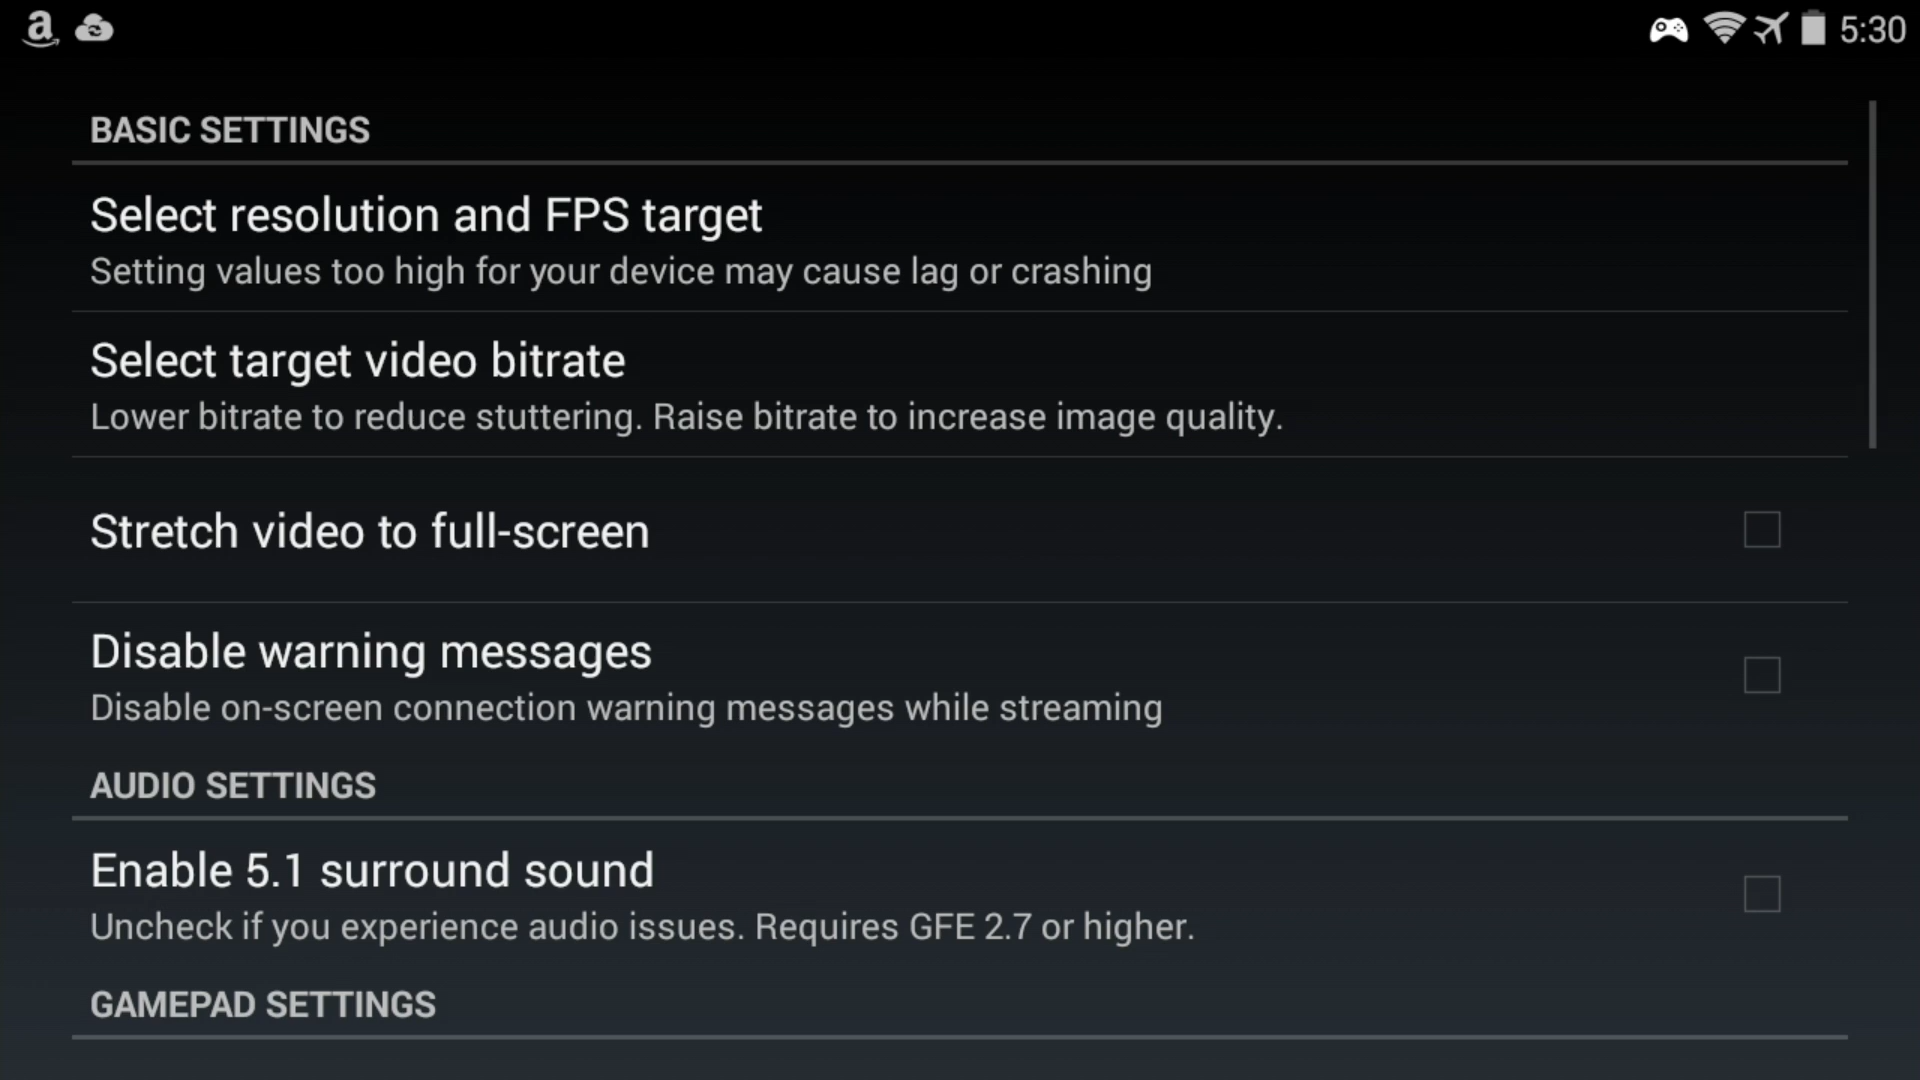 5:30
BASIC SETTINGS
Select resolution and FPS target
Setting values too high for your device may cause lag or crashing
Select target video bitrate
Lower bitrate to reduce stuttering. Raise bitrate to increase image quality.
Stretch video to full-screen
Disable warning messages
Disable on-screen connection warning messages while streaming
AUDIO SETTINGS
Enable 5.1 surround sound
Uncheck if you experience audio issues. Requires GFE 2.7 or higher.
GAMEPAD SETTINGS